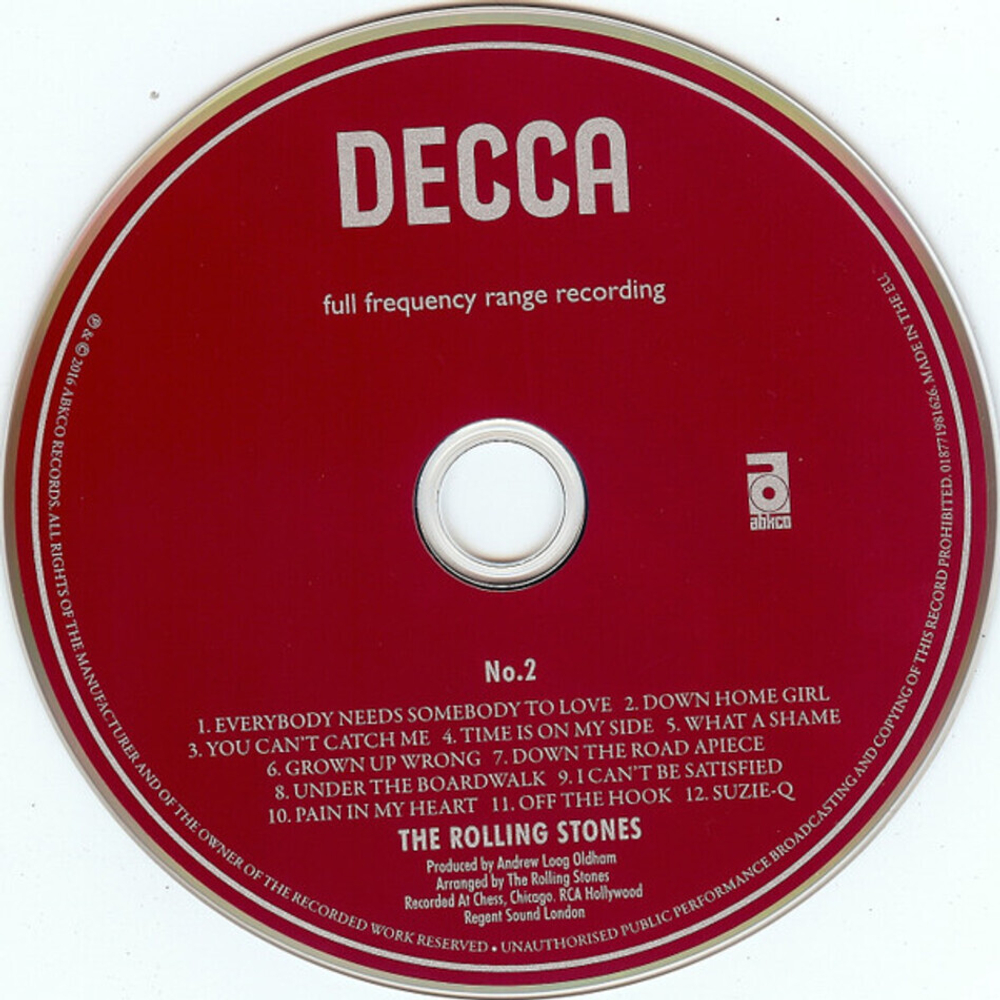 DECCA
full frequency range recording
abkco
No.2
1. EVERYBODY NEEDS SOMEBODY TO LOVE 2. DOWN HOME GIRL
3. YOU CAN'T CATCH ME 4. TIME IS ON MY SIDE 5. WHAT A SHAME
6. GROWN UP WRONG 7. DOWN THE ROAD APIECE
8. UNDER THE BOARDWALK 9. I CAN'T BE SATISFIED
10. PAIN IN MY HEART 11. OFF THE HOOK 12. SUZIE-Q
THE ROLLING STONES
Produced by Andrew Loog Oldham
Arranged by The Rolling Stones
Recorded At Chess, Chicago. RCA Hollywood
Regent Sound London
℗ & © 2016 ABKCO RECORDS. ALL RIGHTS OF THE MANUFACTURER AND OF THE OWNER OF THE RECORDED WORK RESERVED • UNAUTHORISED PUBLIC PERFORMANCE BROADCASTING AND COPYING OF THIS RECORD PROHIBITED. 01877198 1626. MADE IN THE EU.